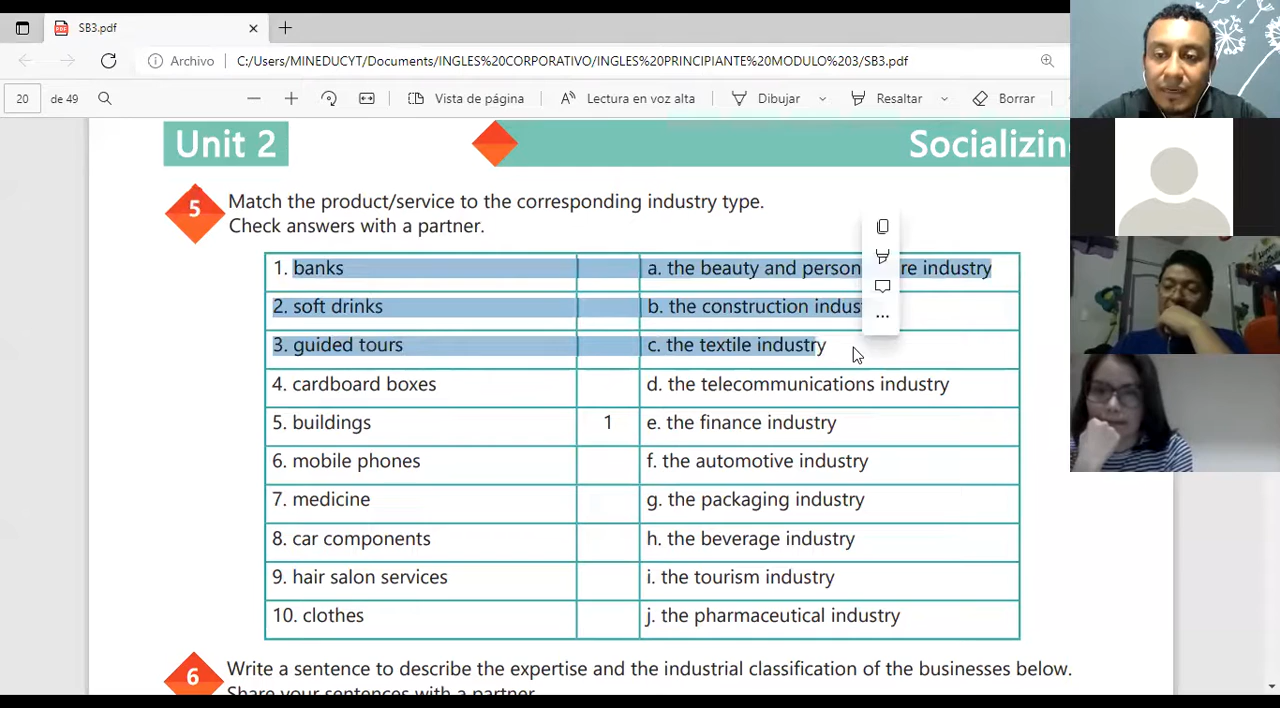 SB3.pdf
Archivo C:/Users/MINEDUCYT/Documents/INGLES%20CORPORATIVO/INGLES%20PRINCIPIANTE%20MODULO%203/SB3.pdf
20 de 49 Vista de página Lectura en voz alta Dibujar Resaltar Borrar
Unit 2 Socializin
5 Match the product/service to the corresponding industry type.
Check answers with a partner.
1. banks a. the beauty and person re industry
2. soft drinks b. the construction indus
3. guided tours c. the textile industry
4. cardboard boxes d. the telecommunications industry
5. buildings 1 e. the finance industry
6. mobile phones f. the automotive industry
7. medicine g. the packaging industry
8. car components h. the beverage industry
9. hair salon services i. the tourism industry
10. clothes j. the pharmaceutical industry
6 Write a sentence to describe the expertise and the industrial classification of the businesses below.
Share your sentences with a partner